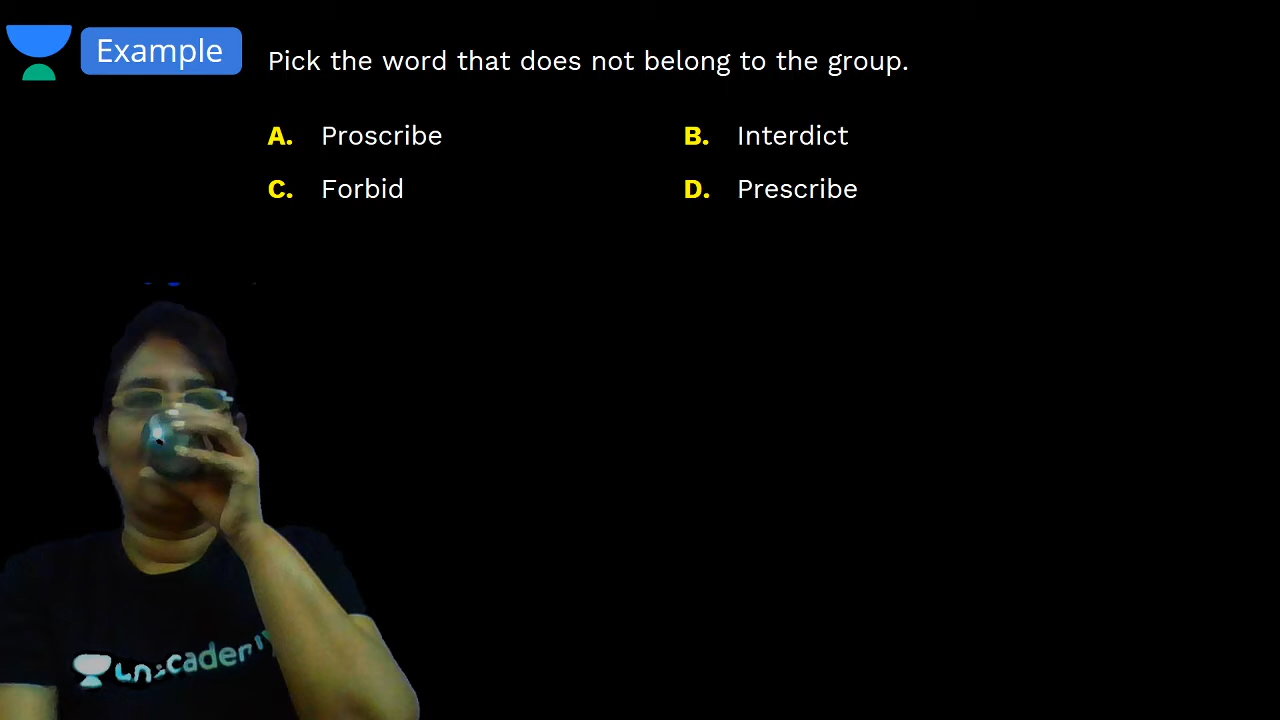 Example
Pick the word that does not belong to the group.
A. Proscribe
B. Interdict
C. Forbid
D. Prescribe